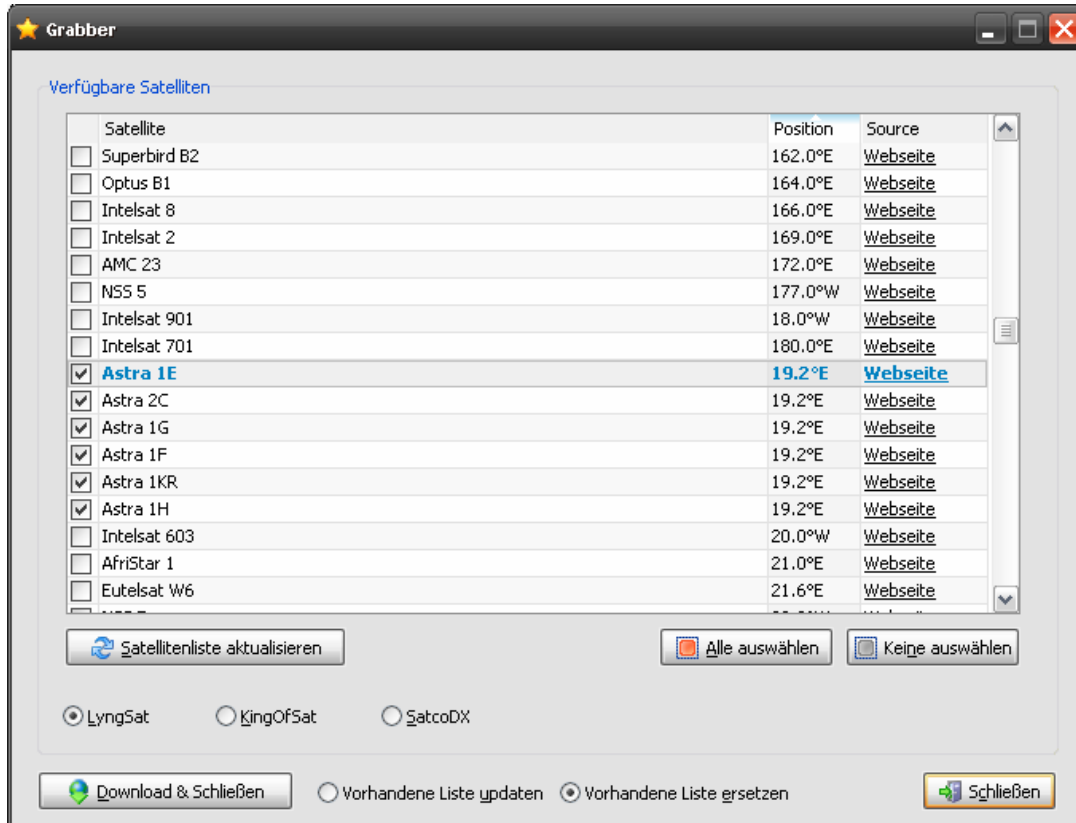 Grabber
Verfügbare Satelliten
Satellite Position Source
Superbird B2 162.0°E Webseite
Optus B1 164.0°E Webseite
Intelsat 8 166.0°E Webseite
Intelsat 2 169.0°E Webseite
AMC 23 172.0°E Webseite
NSS 5 177.0°W Webseite
Intelsat 901 18.0°W Webseite
Intelsat 701 180.0°E Webseite
Astra 1E 19.2°E Webseite
Astra 2C 19.2°E Webseite
Astra 1G 19.2°E Webseite
Astra 1F 19.2°E Webseite
Astra 1KR 19.2°E Webseite
Astra 1H 19.2°E Webseite
Intelsat 603 20.0°W Webseite
AfriStar 1 21.0°E Webseite
Eutelsat W6 21.6°E Webseite
Satellitenliste aktualisieren Alle auswählen Keine auswählen
LyngSat KingOfSat SatcoDX
Download & Schließen Vorhandene Liste updaten Vorhandene Liste ersetzen Schließen